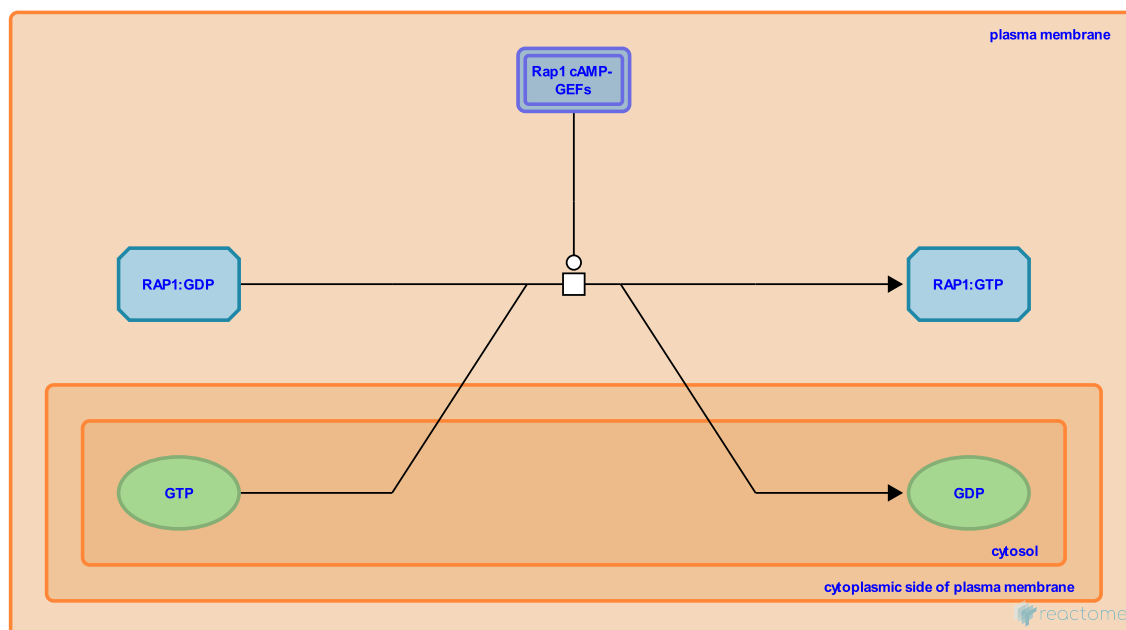 plasma membrane
Rap1 cAMP-
GEFs
RAP1:GDP
RAP1:GTP
GTP
GDP
cytosol
cytoplasmic side of plasma membrane
reactome